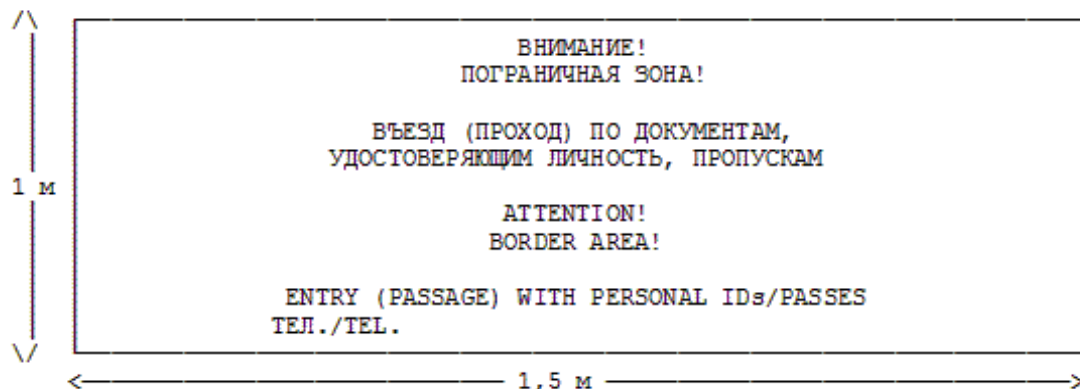 ВНИМАНИЕ!
ПОГРАНИЧНАЯ ЗОНА!
ВЪЕЗД (ПРОХОД) ПО ДОКУМЕНТАМ,
УДОСТОВЕРЯЮЩИМ ЛИЧНОСТЬ, ПРОПУСКАМ
1 м
ATTENTION!
BORDER AREA!
ENTRY (PASSAGE) WITH PERSONAL IDs/PASSES
ТЕЛ./TEL.
1,5 м